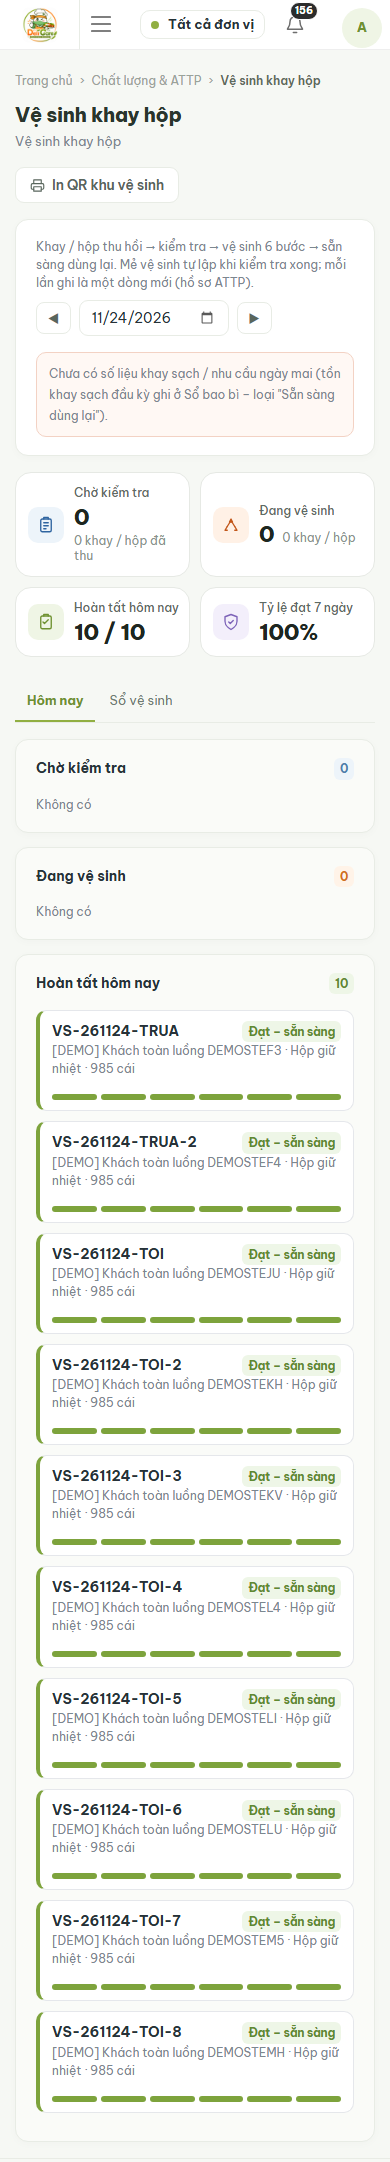 156
Tất cả đơn vị
A
Trang chủ › Chất lượng & ATTP › Vệ sinh khay hộp
Vệ sinh khay hộp
Vệ sinh khay hộp
In QR khu vệ sinh
Khay / hộp thu hồi → kiểm tra → vệ sinh 6 bước → sẵn
sàng dùng lại. Mẻ vệ sinh tự lập khi kiểm tra xong; mỗi
lần ghi là một dòng mới (hồ sơ ATTP).
◀ 11/24/2026 ▶
Chưa có số liệu khay sạch / nhu cầu ngày mai (tồn
khay sạch đầu kỳ ghi ở Sổ bao bì – loại "Sẵn sàng
dùng lại").
Chờ kiểm tra
0
0 khay / hộp đã
thu
Đang vệ sinh
0 0 khay / hộp
Hoàn tất hôm nay
10 / 10
Tỷ lệ đạt 7 ngày
100%
Hôm nay Sổ vệ sinh
Chờ kiểm tra 0
Không có
Đang vệ sinh 0
Không có
Hoàn tất hôm nay 10
VS-261124-TRUA Đạt – sẵn sàng
[DEMO] Khách toàn luồng DEMOSTEF3 · Hộp giữ
nhiệt · 985 cái
VS-261124-TRUA-2 Đạt – sẵn sàng
[DEMO] Khách toàn luồng DEMOSTEF4 · Hộp giữ
nhiệt · 985 cái
VS-261124-TOI Đạt – sẵn sàng
[DEMO] Khách toàn luồng DEMOSTEJU · Hộp giữ
nhiệt · 985 cái
VS-261124-TOI-2 Đạt – sẵn sàng
[DEMO] Khách toàn luồng DEMOSTEKH · Hộp giữ
nhiệt · 985 cái
VS-261124-TOI-3 Đạt – sẵn sàng
[DEMO] Khách toàn luồng DEMOSTEKV · Hộp giữ
nhiệt · 985 cái
VS-261124-TOI-4 Đạt – sẵn sàng
[DEMO] Khách toàn luồng DEMOSTEL4 · Hộp giữ
nhiệt · 985 cái
VS-261124-TOI-5 Đạt – sẵn sàng
[DEMO] Khách toàn luồng DEMOSTELI · Hộp giữ
nhiệt · 985 cái
VS-261124-TOI-6 Đạt – sẵn sàng
[DEMO] Khách toàn luồng DEMOSTELU · Hộp giữ
nhiệt · 985 cái
VS-261124-TOI-7 Đạt – sẵn sàng
[DEMO] Khách toàn luồng DEMOSTEM5 · Hộp giữ
nhiệt · 985 cái
VS-261124-TOI-8 Đạt – sẵn sàng
[DEMO] Khách toàn luồng DEMOSTEMH · Hộp giữ
nhiệt · 985 cái